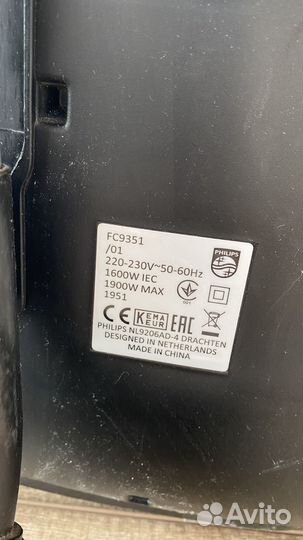 FC9351
/01
220-230V~50-60Hz
1600W IEC
1900W MAX
1951
PHILIPS
001
CE KEMA KEUR EAC
PHILIPS NL9206AD-4 DRACHTEN
DESIGNED IN NETHERLANDS
MADE IN CHINA
Avito